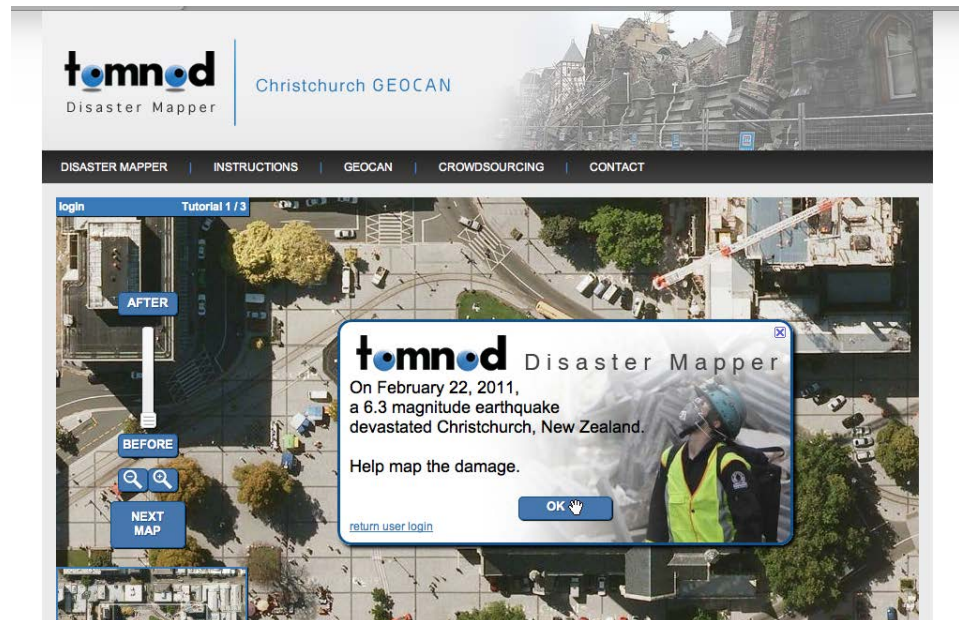 tomnod
Disaster Mapper
Christchurch GEOCAN
DISASTER MAPPER | INSTRUCTIONS | GEOCAN | CROWDSOURCING | CONTACT
login Tutorial 1 / 3
AFTER
BEFORE
NEXT
MAP
tomnod Disaster Mapper
On February 22, 2011,
a 6.3 magnitude earthquake
devastated Christchurch, New Zealand.
Help map the damage.
OK
return user login